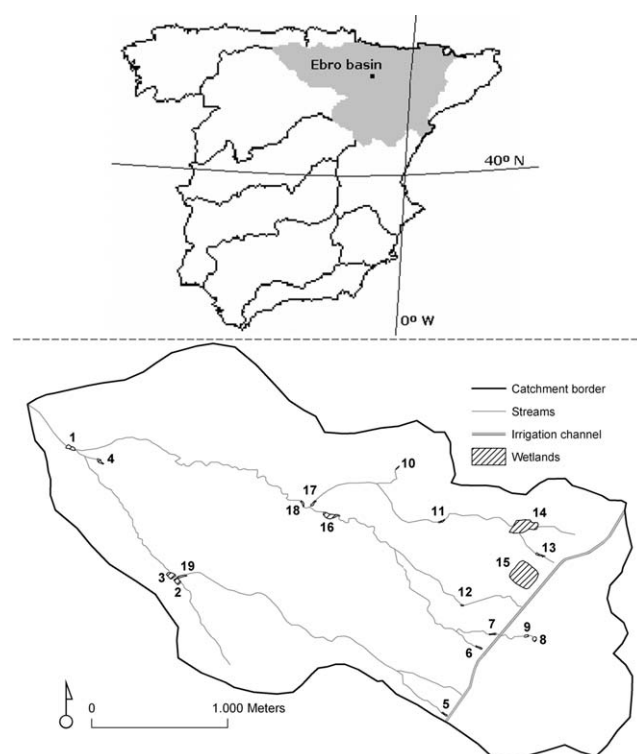 Ebro basin
40º N
0º W
Catchment border
Streams
Irrigation channel
Wetlands
1
4
10
17
18
16
11
14
13
15
3
19
2
12
7
9
8
6
5
0
1.000 Meters